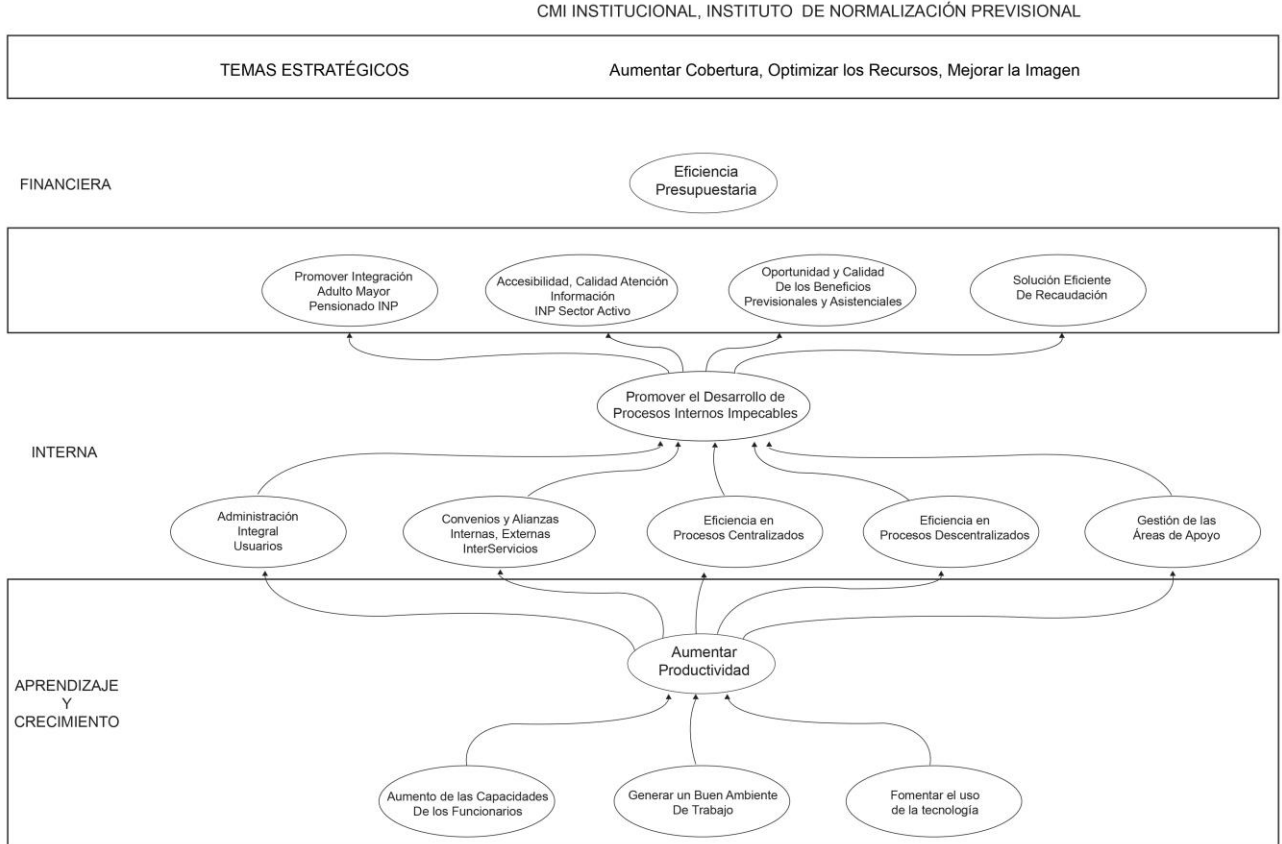 CMI INSTITUCIONAL, INSTITUTO DE NORMALIZACIÓN PREVISIONAL
TEMAS ESTRATÉGICOS
Aumentar Cobertura, Optimizar los Recursos, Mejorar la Imagen
FINANCIERA
Eficiencia
Presupuestaria
Promover Integración
Adulto Mayor
Pensionado INP
Accesibilidad, Calidad Atención
Información
INP Sector Activo
Oportunidad y Calidad
De los Beneficios
Previsionales y Asistenciales
Solución Eficiente
De Recaudación
Promover el Desarrollo de
Procesos Internos Impecables
INTERNA
Administración
Integral
Usuarios
Convenios y Alianzas
Internas, Externas
InterServicios
Eficiencia en
Procesos Centralizados
Eficiencia en
Procesos Descentralizados
Gestión de las
Áreas de Apoyo
Aumentar
Productividad
APRENDIZAJE
Y
CRECIMIENTO
Aumento de las Capacidades
De los Funcionarios
Generar un Buen Ambiente
De Trabajo
Fomentar el uso
de la tecnología